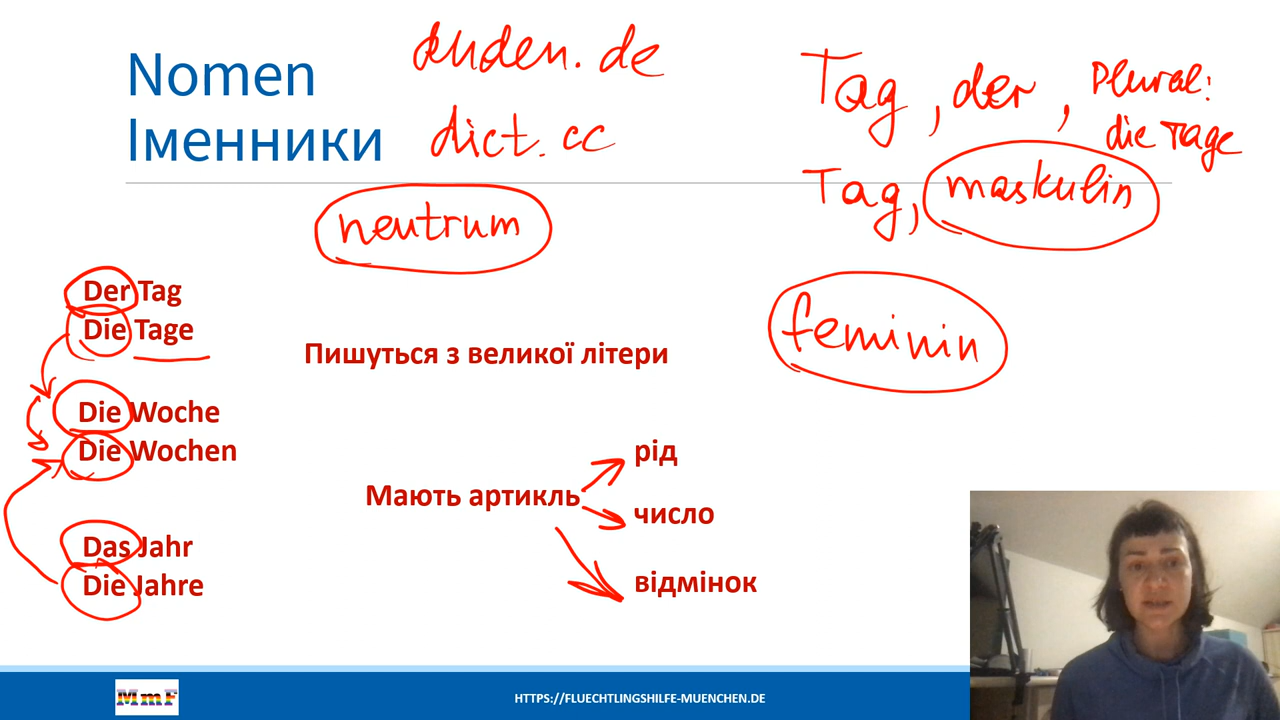 Nomen
Іменники
duden.de
dict.cc
Tag, der, Plural:
die Tage
Tag, maskulin
neutrum
feminin
Der Tag
Die Tage
Пишуться з великої літери
Die Woche
Die Wochen
Мають артикль
рід
число
відмінок
Das Jahr
Die Jahre
MmF
HTTPS://FLUECHTLINGSHILFE-MUENCHEN.DE